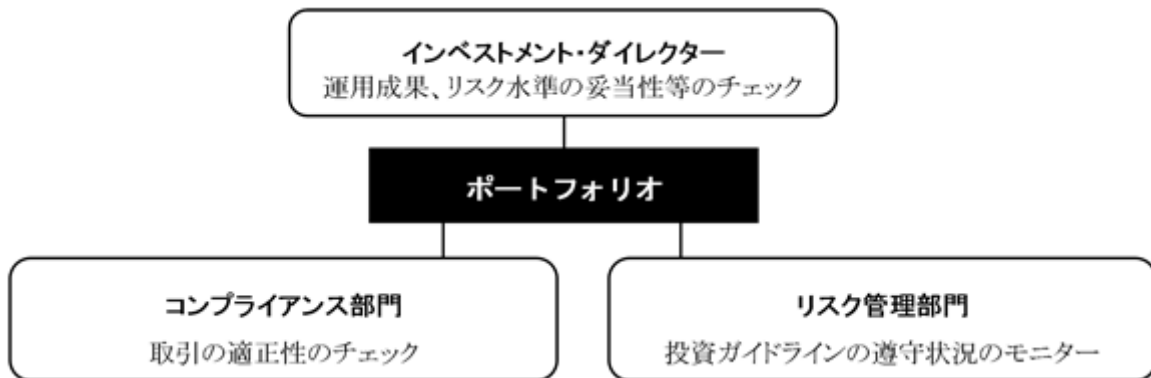 インベストメント・ダイレクター
運用成果、リスク水準の妥当性等のチェック
ポートフォリオ
コンプライアンス部門
取引の適正性のチェック
リスク管理部門
投資ガイドラインの遵守状況のモニター